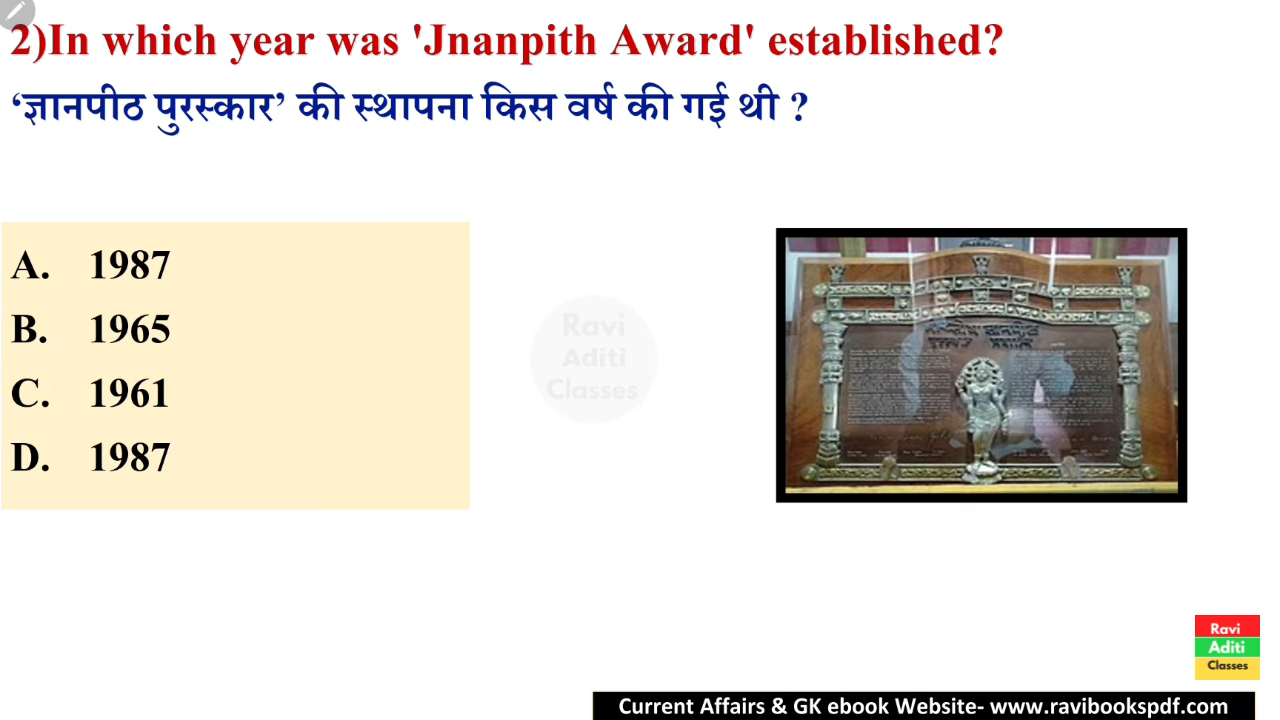 2)In which year was 'Jnanpith Award' established?
‘ज्ञानपीठ पुरस्कार’ की स्थापना किस वर्ष की गई थी ?
A. 1987
B. 1965
C. 1961
D. 1987
Ravi
Aditi
Classes
Ravi
Aditi
Classes
Current Affairs & GK ebook Website- www.ravibookspdf.com